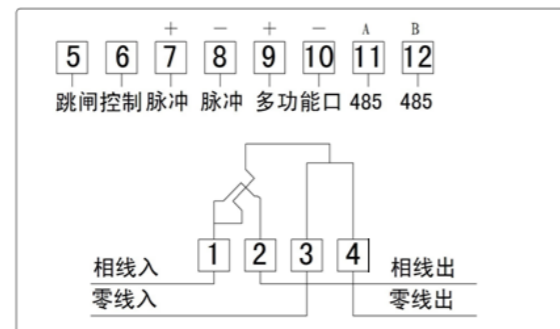 + − + − A B
5 6 7 8 9 10 11 12
跳闸控制 脉冲 脉冲 多功能口 485 485
1 2 3 4
相线入 相线出
零线入 零线出